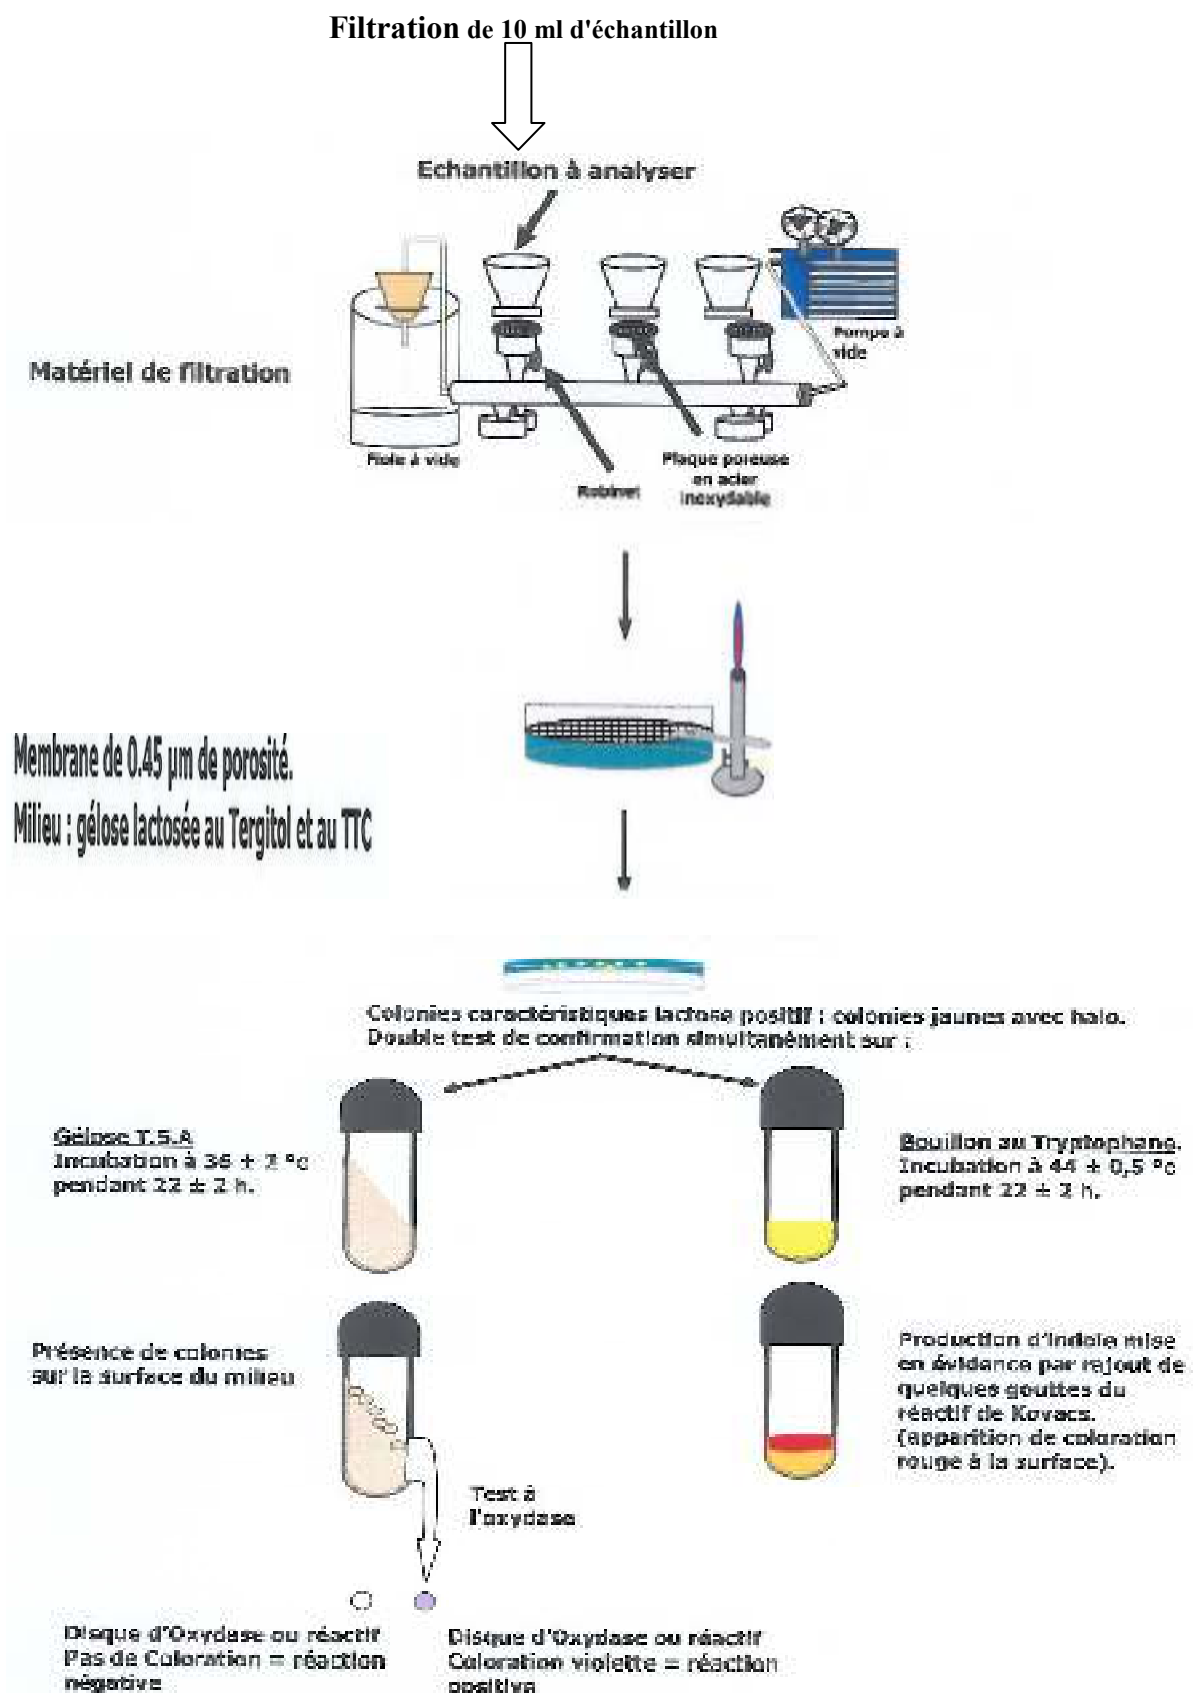 Filtration de 10 ml d'échantillon
Echantillon à analyser
Pompe à
vide
Matériel de filtration
Fiole à vide
Robinet
Plaque poreuse
en acier
inoxydable
Membrane de 0.45 µm de porosité.
Milieu : gélose lactosée au Tergitol et au TTC
Colonies caractéristiques lactose positif : colonies jaunes avec halo.
Double test de confirmation simultanément sur :
Gélose T.S.A
Incubation à 36 ± 2 °c
pendant 22 ± 2 h.
Bouillon au Tryptophane.
Incubation à 44 ± 0,5 °c
pendant 22 ± 2 h.
Présence de colonies
sur la surface du milieu
Production d'indole mise
en évidence par rajout de
quelques gouttes du
réactif de Kovacs.
(apparition de coloration
rouge à la surface).
Test à
l'oxydase
Disque d'Oxydase ou réactif
Pas de Coloration = réaction
négative
Disque d'Oxydase ou réactif
Coloration violette = réaction
positive